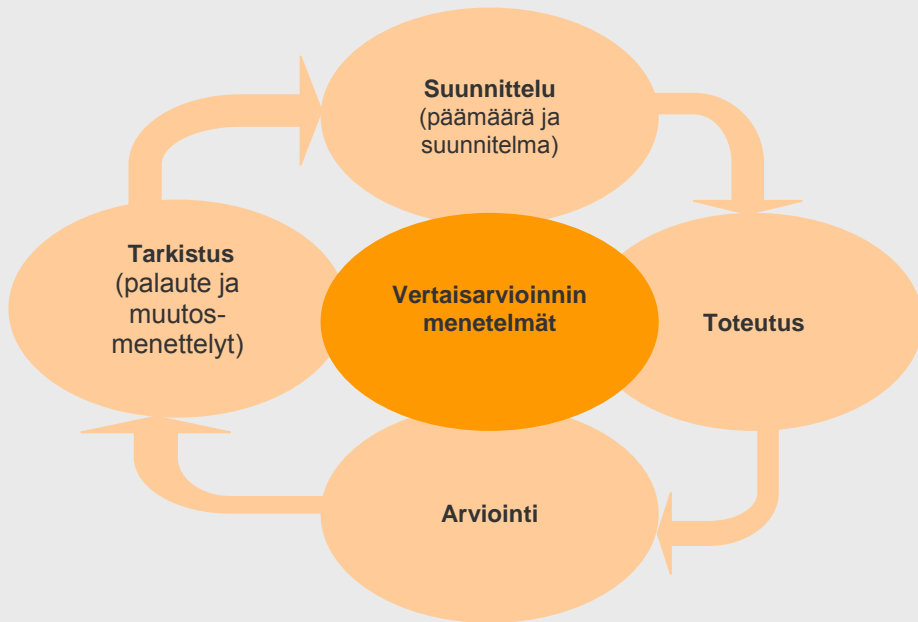 Suunnittelu
(päämäärä ja
suunnitelma)
Tarkistus
(palaute ja
muutos-
menettelyt)
Vertaisarvioinnin
menetelmät
Toteutus
Arviointi